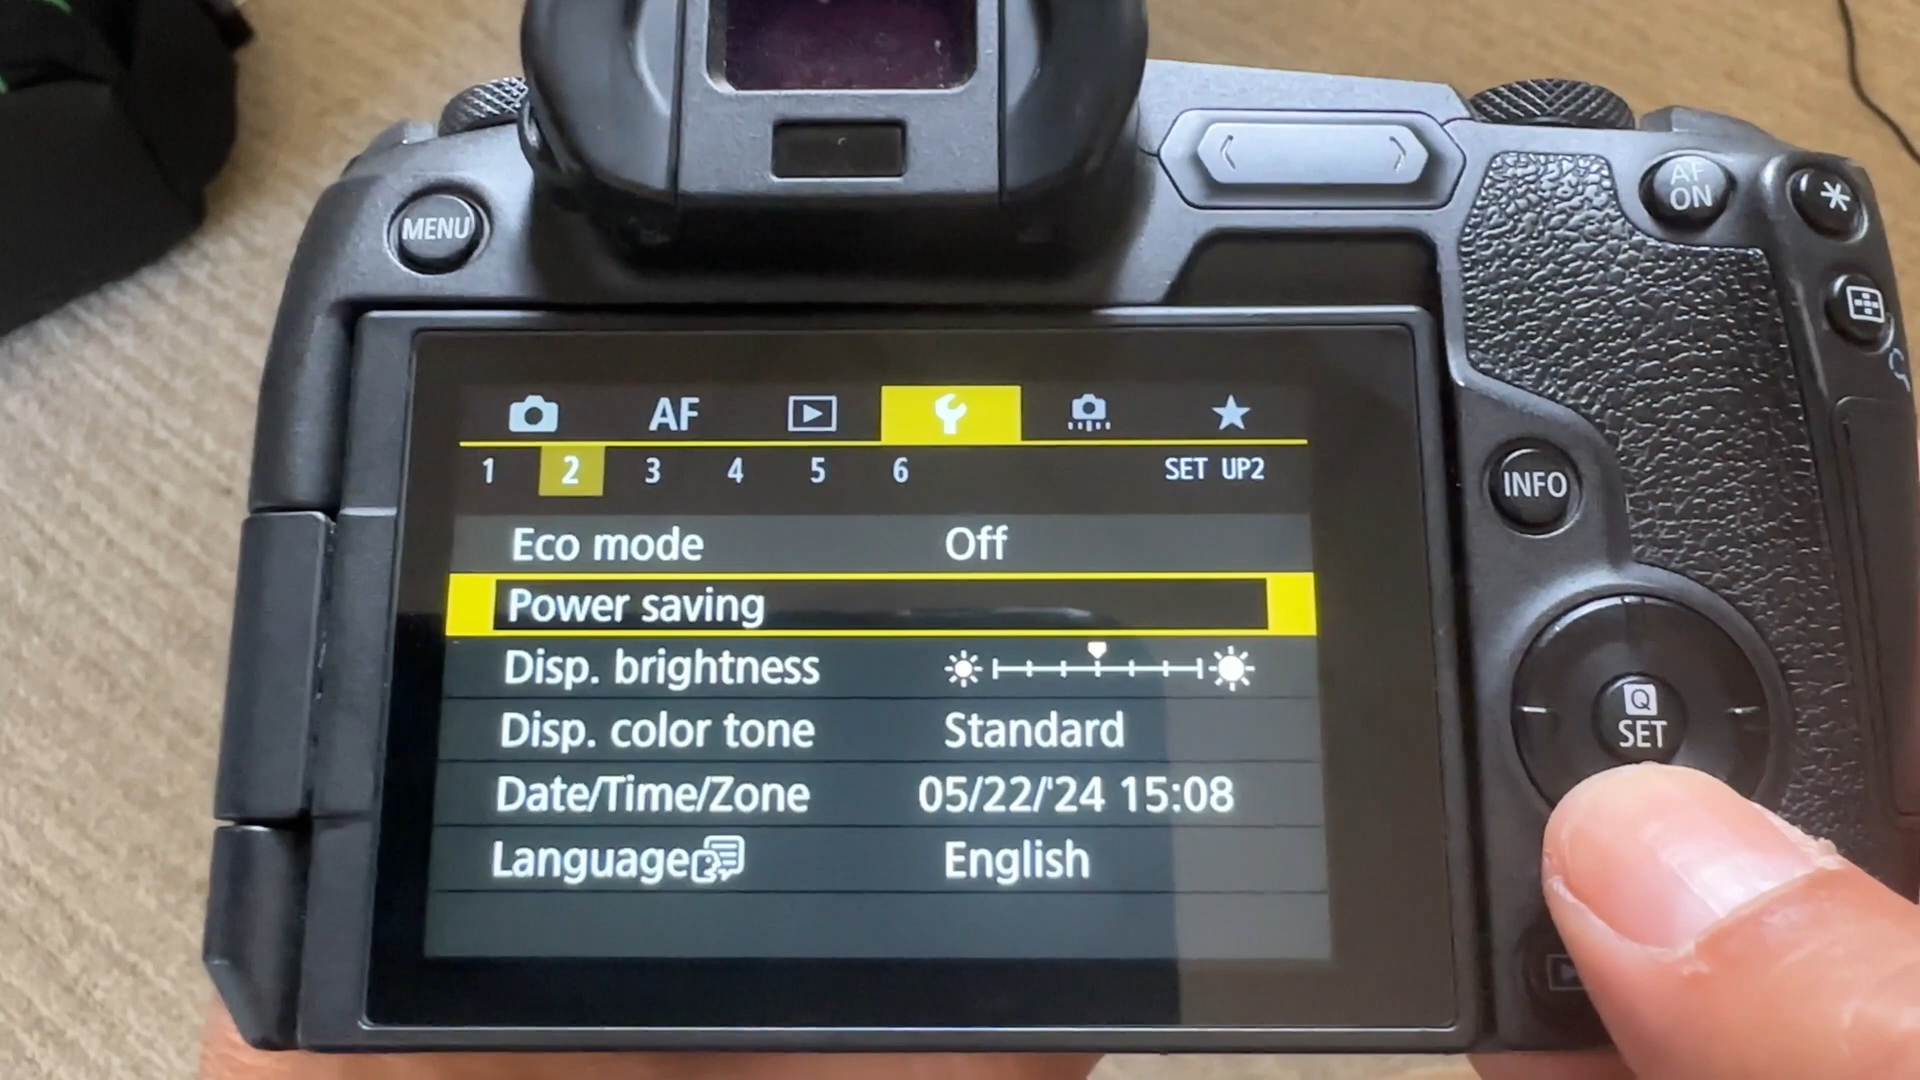 MENU
AF
ON
*
AF
1 2 3 4 5 6 SET UP2
INFO
Eco mode Off
Power saving
Disp. brightness
Q
SET
Disp. color tone Standard
Date/Time/Zone 05/22/'24 15:08
Language English